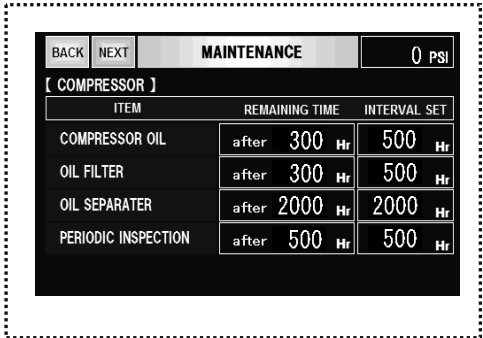 BACK NEXT MAINTENANCE 0 PSI
[ COMPRESSOR ]
ITEM REMAINING TIME INTERVAL SET
COMPRESSOR OIL after 300 Hr 500 Hr
OIL FILTER after 300 Hr 500 Hr
OIL SEPARATER after 2000 Hr 2000 Hr
PERIODIC INSPECTION after 500 Hr 500 Hr